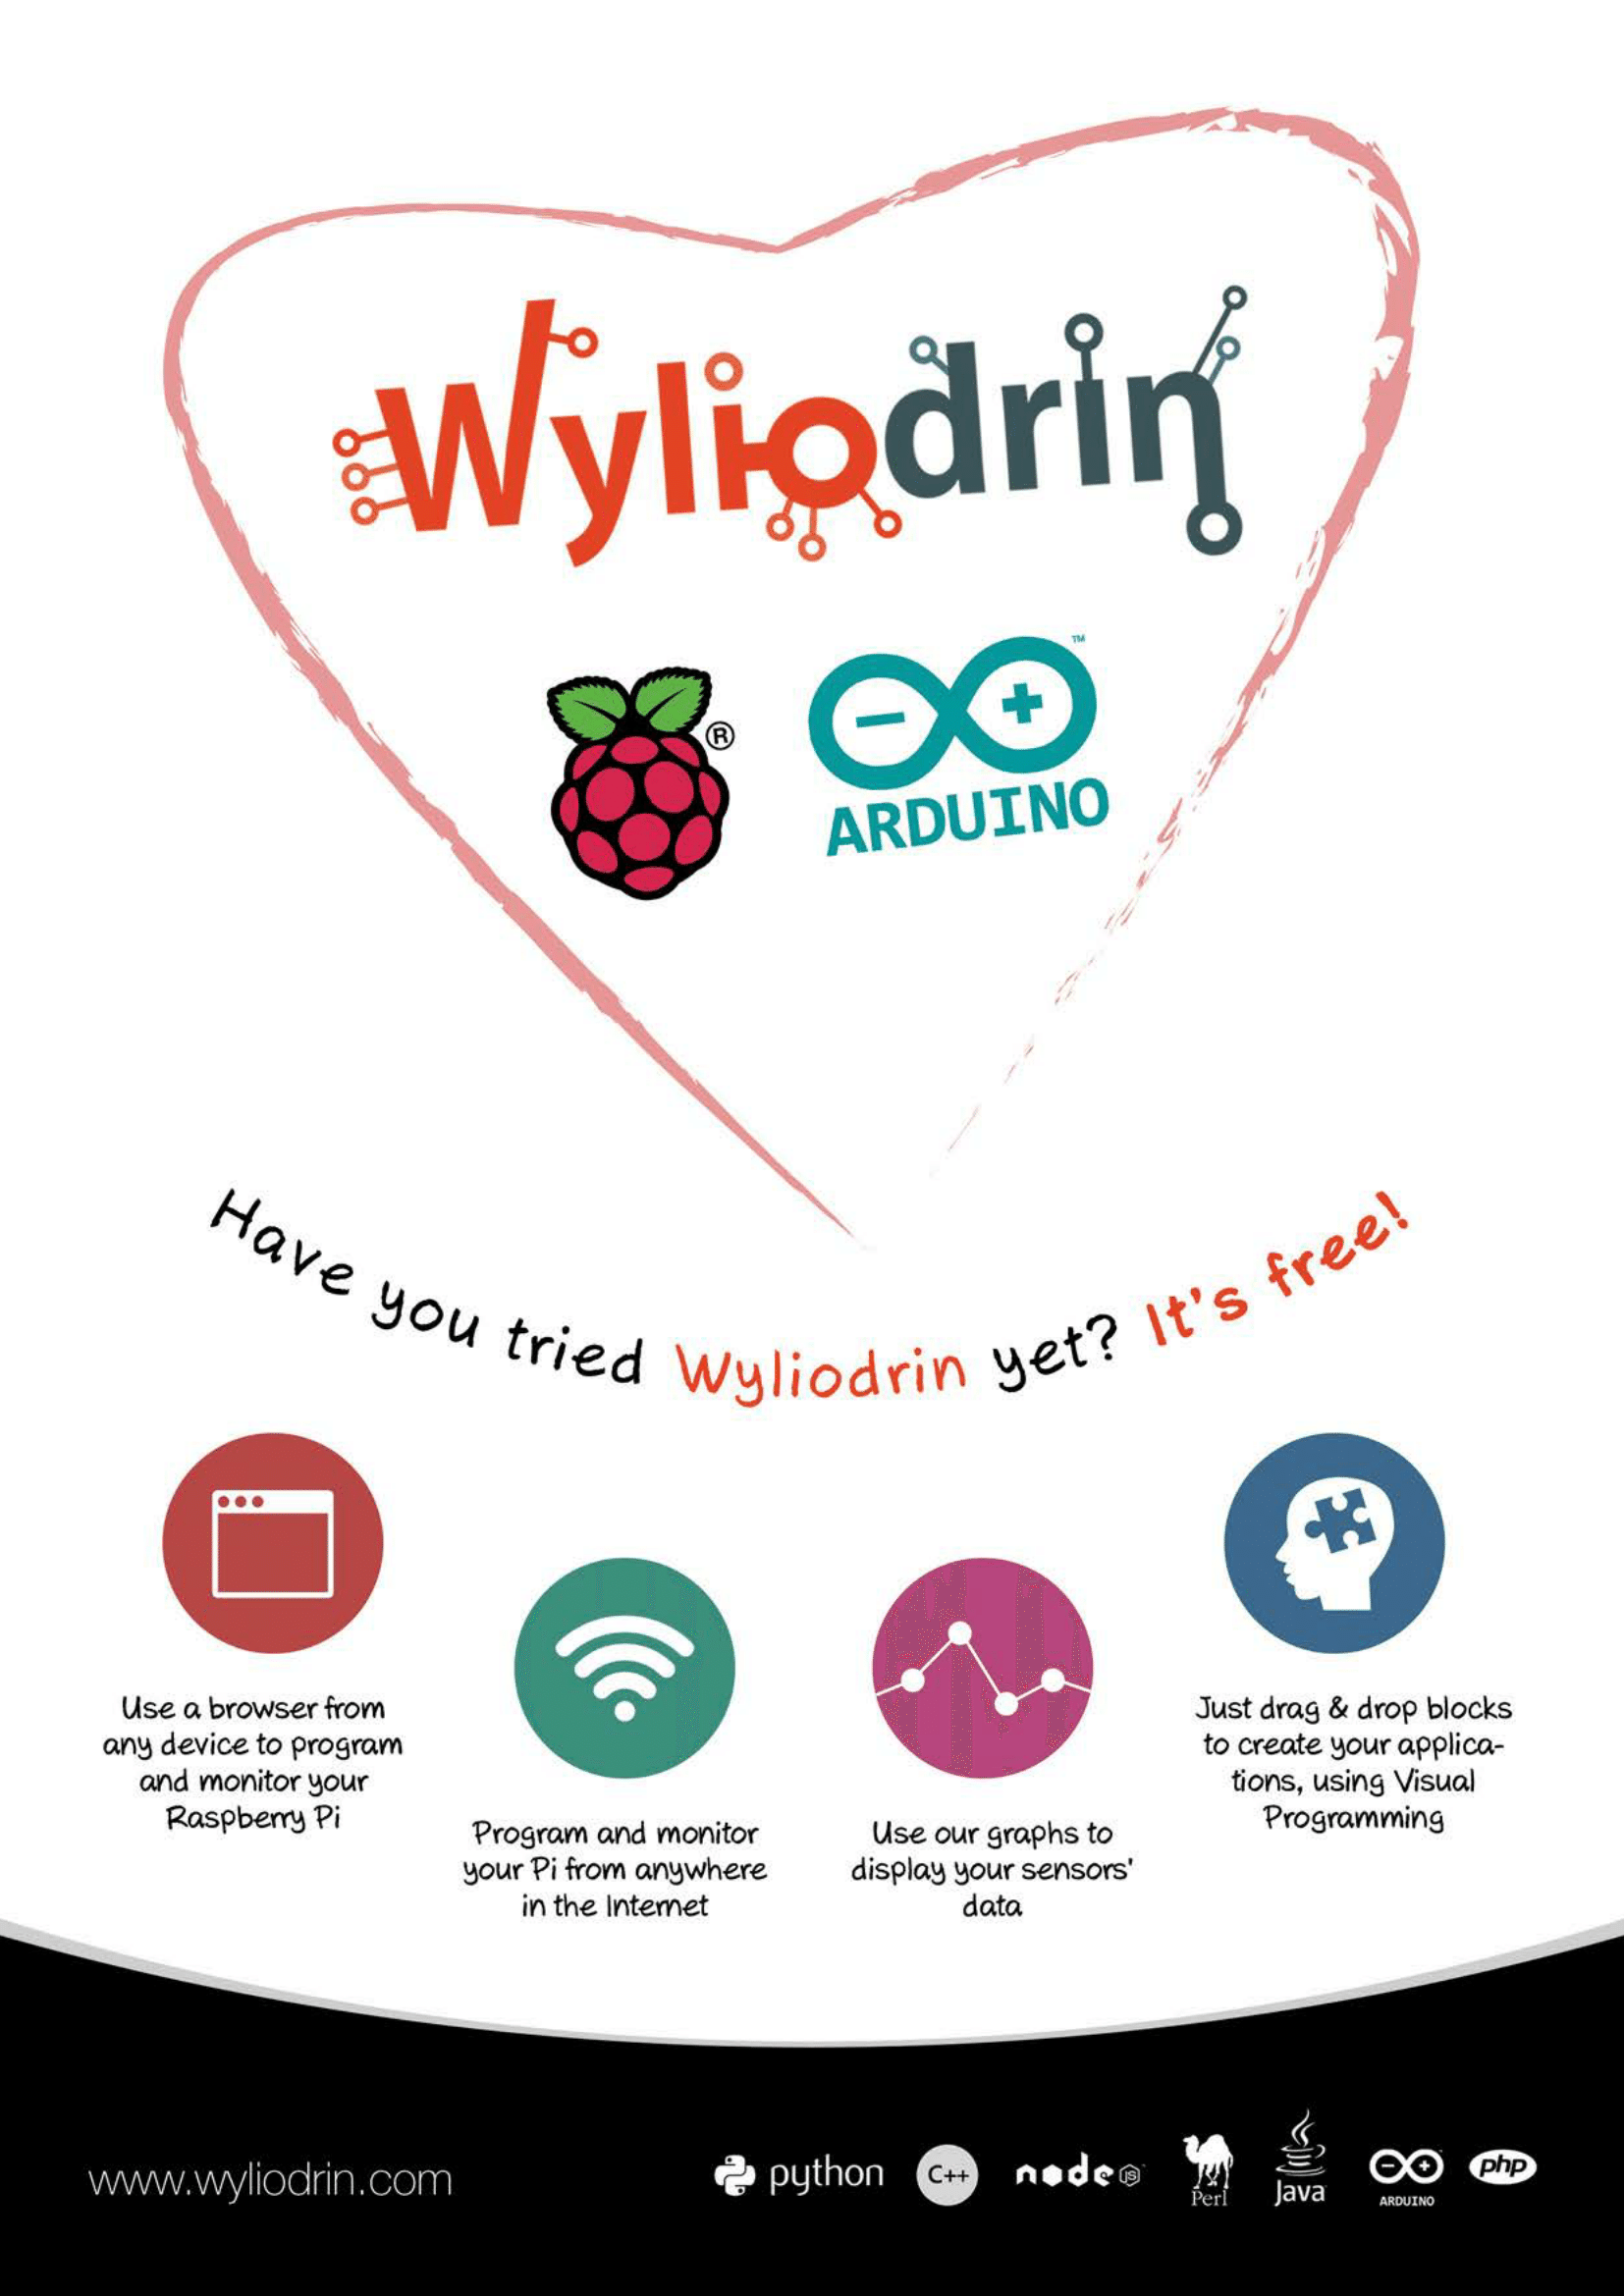 Wyliodrin
TM
®
ARDUINO
Have you tried Wyliodrin yet? It's free!
Use a browser from
any device to program
and monitor your
Raspberry Pi
Program and monitor
your Pi from anywhere
in the Internet
Use our graphs to
display your sensors'
data
Just drag & drop blocks
to create your applica-
tions, using Visual
Programming
www.wyliodrin.com
python
C++
node JS
Perl
Java
ARDUINO
php